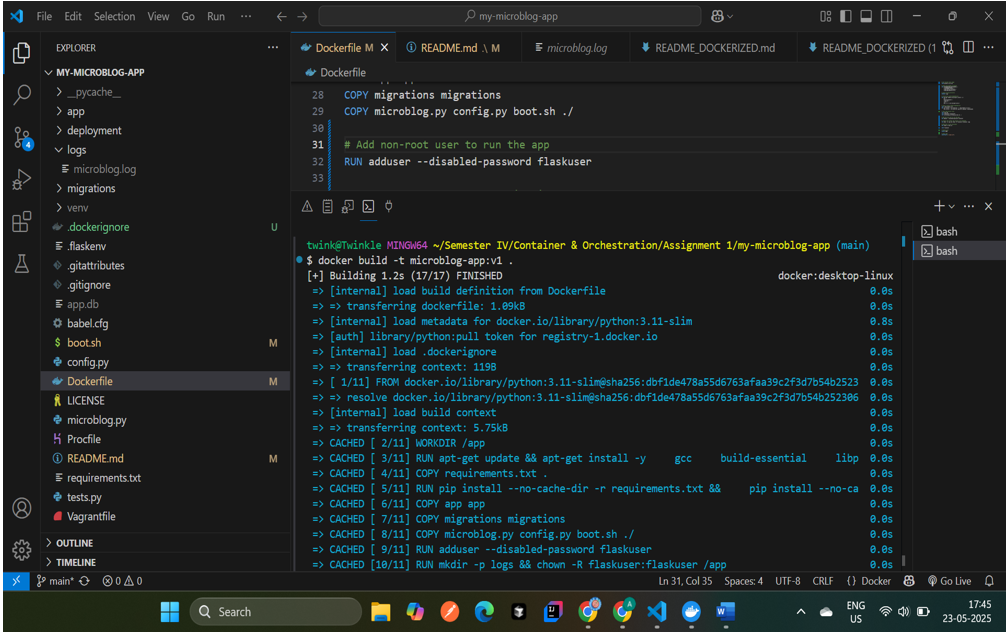 File Edit Selection View Go Run ··· my-microblog-app
EXPLORER
MY-MICROBLOG-APP
__pycache__
app
deployment
logs
microblog.log
migrations
venv
.dockerignore U
.flaskenv
.gitattributes
.gitignore
app.db
babel.cfg
boot.sh M
config.py
Dockerfile M
LICENSE
microblog.py
Procfile
README.md M
requirements.txt
tests.py
Vagrantfile
OUTLINE
TIMELINE
4
Dockerfile M README.md .\ M microblog.log README_DOCKERIZED.md README_DOCKERIZED (1
Dockerfile
28 COPY migrations migrations
29 COPY microblog.py config.py boot.sh ./
30
31 # Add non-root user to run the app
32 RUN adduser --disabled-password flaskuser
33
bash
bash
twink@Twinkle MINGW64 ~/Semester IV/Container & Orchestration/Assignment 1/my-microblog-app (main)
$ docker build -t microblog-app:v1 .
[+] Building 1.2s (17/17) FINISHED docker:desktop-linux
=> [internal] load build definition from Dockerfile 0.0s
=> => transferring dockerfile: 1.09kB 0.0s
=> [internal] load metadata for docker.io/library/python:3.11-slim 0.8s
=> [auth] library/python:pull token for registry-1.docker.io 0.0s
=> [internal] load .dockerignore 0.0s
=> => transferring context: 119B 0.0s
=> [ 1/11] FROM docker.io/library/python:3.11-slim@sha256:dbf1de478a55d6763afaa39c2f3d7b54b2523 0.0s
=> => resolve docker.io/library/python:3.11-slim@sha256:dbf1de478a55d6763afaa39c2f3d7b54b252306 0.0s
=> [internal] load build context 0.0s
=> => transferring context: 5.75kB 0.0s
=> CACHED [ 2/11] WORKDIR /app 0.0s
=> CACHED [ 3/11] RUN apt-get update && apt-get install -y gcc build-essential libp 0.0s
=> CACHED [ 4/11] COPY requirements.txt . 0.0s
=> CACHED [ 5/11] RUN pip install --no-cache-dir -r requirements.txt && pip install --no-ca 0.0s
=> CACHED [ 6/11] COPY app app 0.0s
=> CACHED [ 7/11] COPY migrations migrations 0.0s
=> CACHED [ 8/11] COPY microblog.py config.py boot.sh ./ 0.0s
=> CACHED [ 9/11] RUN adduser --disabled-password flaskuser 0.0s
=> CACHED [10/11] RUN mkdir -p logs && chown -R flaskuser:flaskuser /app 0.0s
main* 0 0 Ln 31, Col 35 Spaces: 4 UTF-8 CRLF {} Docker Go Live
Search
ENG
US
17:45
23-05-2025